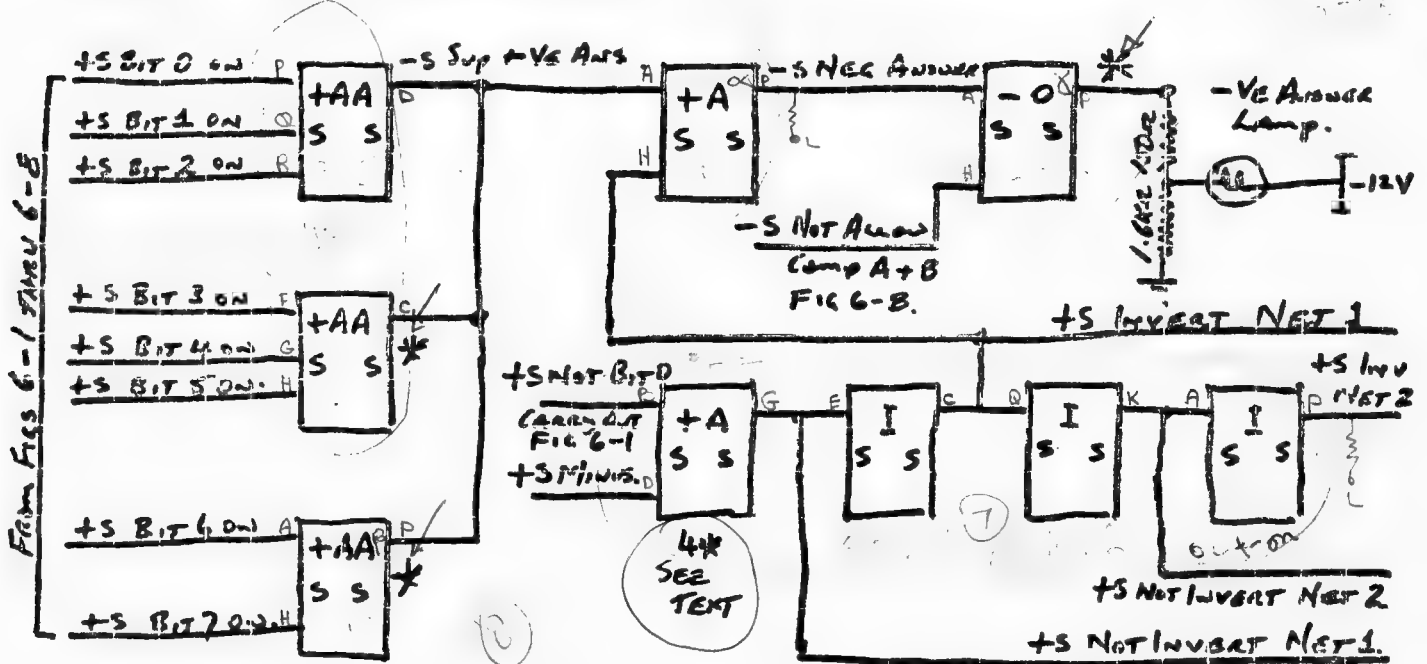 From Figs 6-1 THRU 6-8
+S BIT 0 ON
P
+S BIT 1 ON
Q
+S BIT 2 ON
R
+AA
S S
D
-S Sup +VE ANS
A
H
+A
S S
P
-S NEG ANSWER
L
A
H
-O
S S
*
-VE ANSWER
LAMP.
-12V
-S NOT ALLOW
COMP A+B
FIG 6-8.
+S BIT 3 ON
F
+S BIT 4 ON
G
+S BIT 5 ON.
H
+AA
S S
C
*
+S INVERT NET 1
+S NOT BIT 0
CARRY OUT
FIG 6-1
+S MINUS.
D
+A
S S
G
SEE
TEXT
E
I
S S
C
Q
I
S S
K
A
I
S S
P
+S INV
NET 2
L
7
+S BIT 6 ON
A
+S BIT 7 ON.
H
+AA
S S
P
*
+S NOT INVERT NET 2
+S NOT INVERT NET 1.